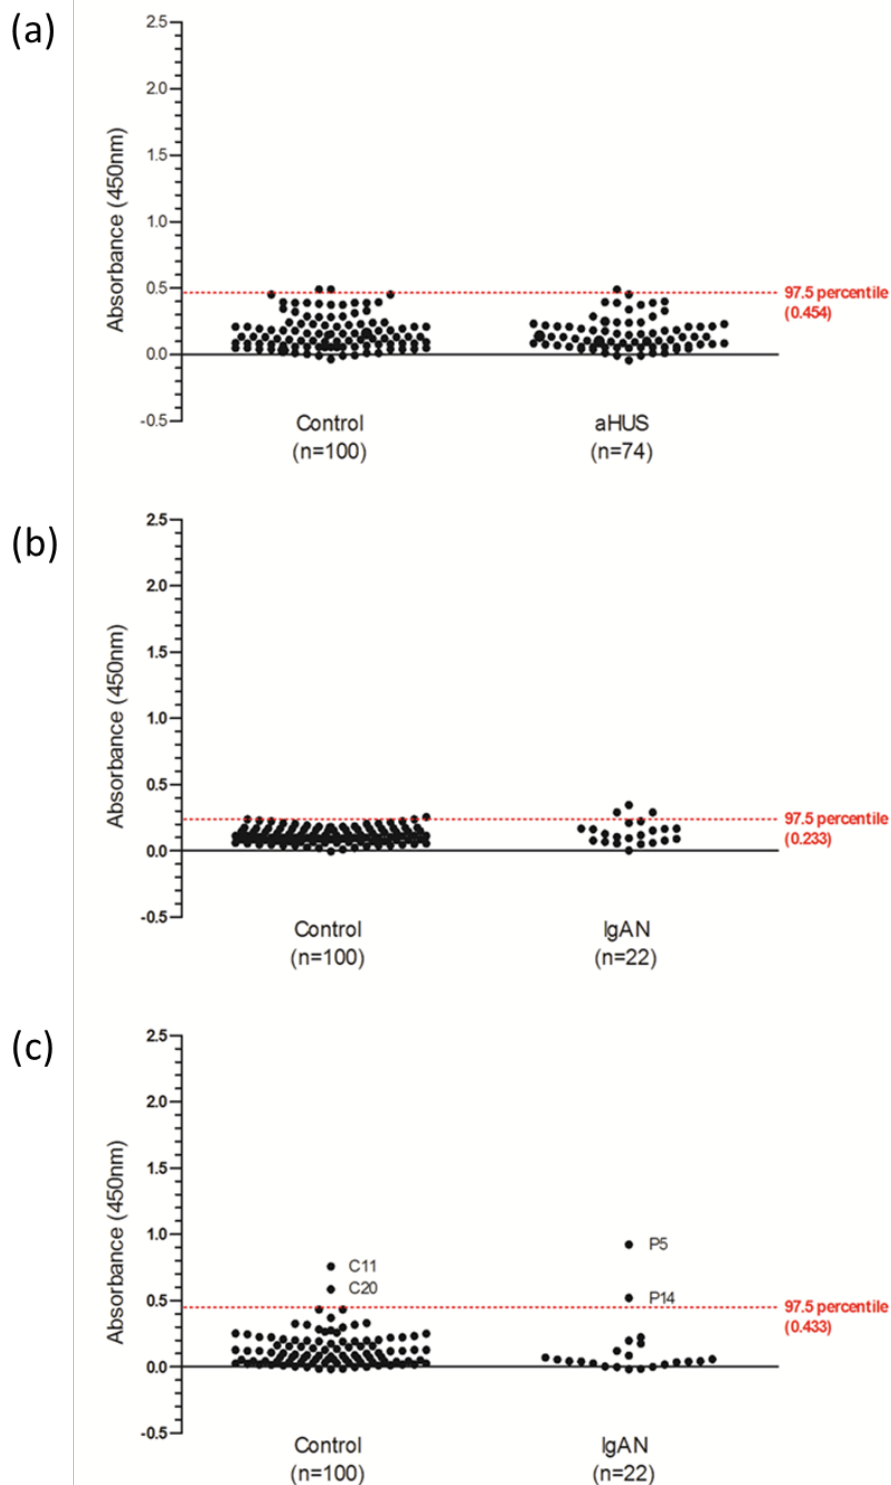 (a)
2.5
2.0
1.5
1.0
0.5
0.0
-0.5
Absorbance (450nm)
97.5 percentile
(0.454)
Control
(n=100)
aHUS
(n=74)
(b)
2.5
2.0
1.5
1.0
0.5
0.0
-0.5
Absorbance (450nm)
97.5 percentile
(0.233)
Control
(n=100)
IgAN
(n=22)
(c)
2.5
2.0
1.5
1.0
0.5
0.0
-0.5
Absorbance (450nm)
C11
C20
P5
P14
97.5 percentile
(0.433)
Control
(n=100)
IgAN
(n=22)